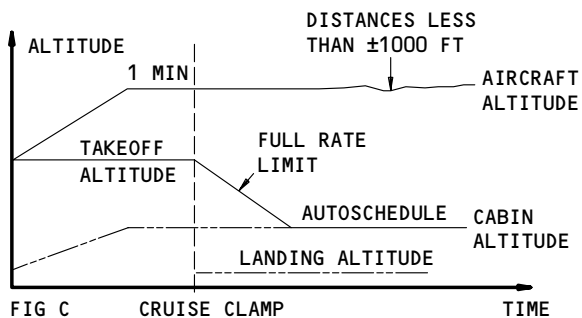 DISTANCES LESS
THAN ±1000 FT
ALTITUDE
1 MIN
AIRCRAFT
ALTITUDE
TAKEOFF
ALTITUDE
FULL RATE
LIMIT
AUTOSCHEDULE
CABIN
ALTITUDE
LANDING ALTITUDE
FIG C
CRUISE CLAMP
TIME